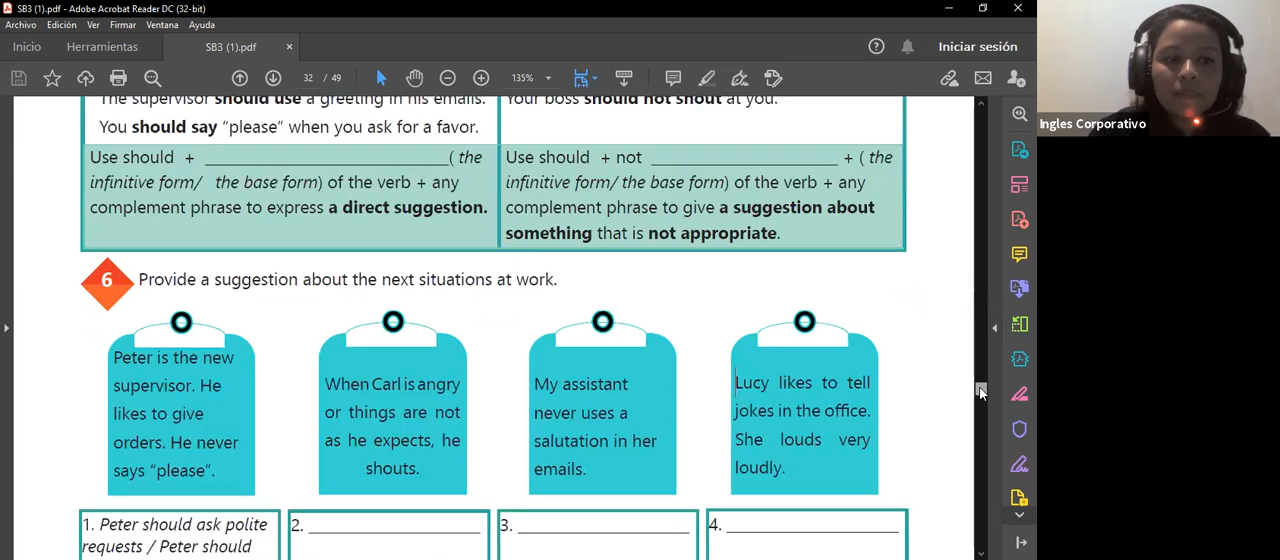 SB3 (1).pdf - Adobe Acrobat Reader DC (32-bit)
Archivo Edición Ver Firmar Ventana Ayuda
Inicio Herramientas SB3 (1).pdf × Iniciar sesión
32 / 49 135%
The supervisor should use a greeting in his emails.
You should say “please” when you ask for a favor.
Your boss should not shout at you.
Use should + ____________________________( the
infinitive form/ the base form) of the verb + any
complement phrase to express a direct suggestion.
Use should + not _____________________ + ( the
infinitive form/ the base form) of the verb + any
complement phrase to give a suggestion about
something that is not appropriate.
6 Provide a suggestion about the next situations at work.
Peter is the new
supervisor. He
likes to give
orders. He never
says “please”.
When Carl is angry
or things are not
as he expects, he
shouts.
My assistant
never uses a
salutation in her
emails.
Lucy likes to tell
jokes in the office.
She louds very
loudly.
1. Peter should ask polite
requests / Peter should
2. ____________________
3. ____________________
4. ____________________
Ingles Corporativo